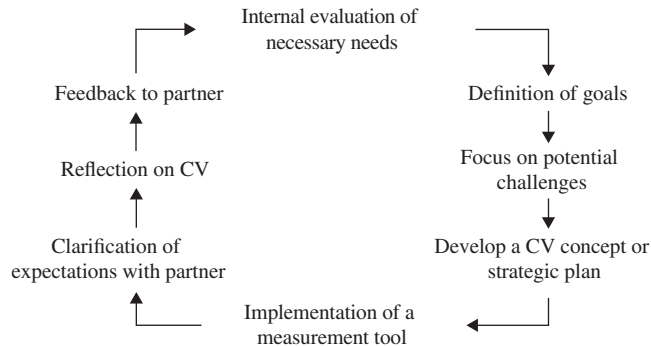 Internal evaluation of
necessary needs
Definition of goals
Focus on potential
challenges
Develop a CV concept or
strategic plan
Implementation of a
measurement tool
Clarification of
expectations with partner
Reflection on CV
Feedback to partner